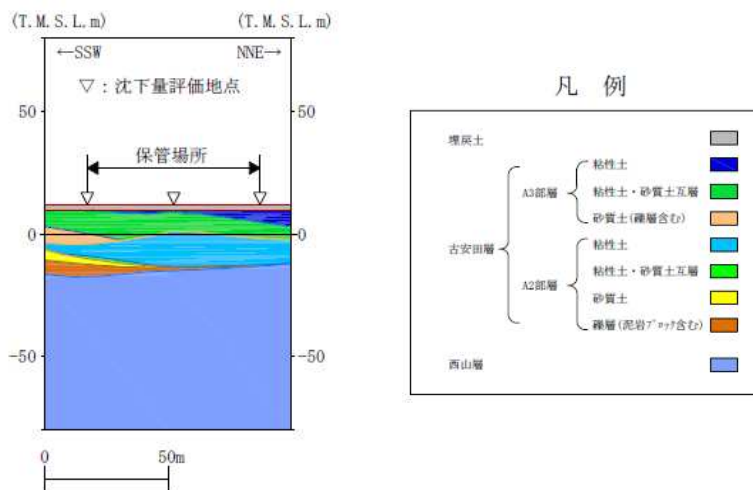 (T.M.S.L.m)
(T.M.S.L.m)
←SSW
NNE→
▽:沈下量評価地点
50
50
保管場所
0
0
-50
-50
0
50m
凡 例
埋戻土
粘性土
A3部層
粘性土・砂質土互層
砂質土(礫層含む)
古安田層
粘性土
A2部層
粘性土・砂質土互層
砂質土
礫層(泥岩ブロック含む)
西山層